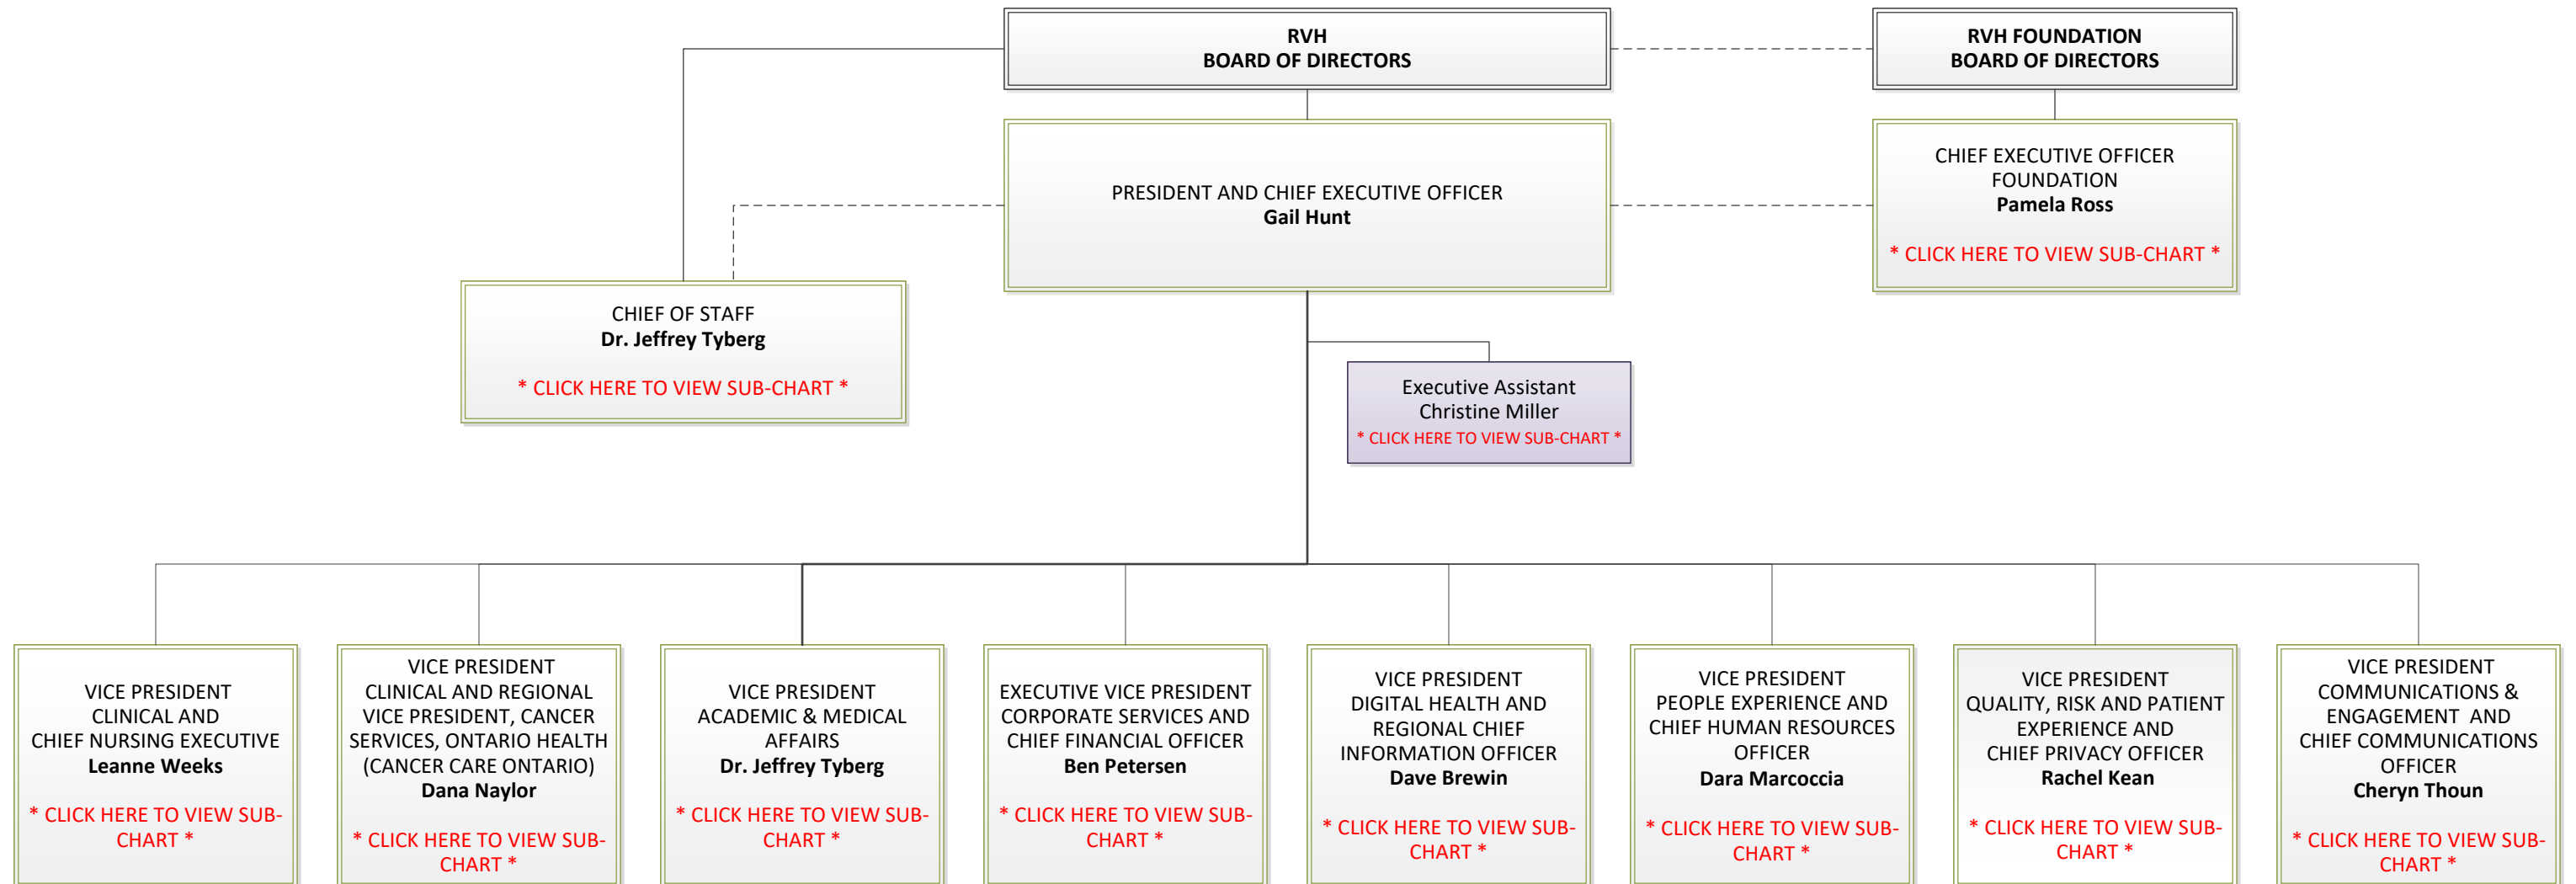 RVH
BOARD OF DIRECTORS
RVH FOUNDATION
BOARD OF DIRECTORS
PRESIDENT AND CHIEF EXECUTIVE OFFICER
Gail Hunt
CHIEF EXECUTIVE OFFICER
FOUNDATION
Pamela Ross
* CLICK HERE TO VIEW SUB-CHART *
CHIEF OF STAFF
Dr. Jeffrey Tyberg
* CLICK HERE TO VIEW SUB-CHART *
Executive Assistant
Christine Miller
* CLICK HERE TO VIEW SUB-CHART *
VICE PRESIDENT
CLINICAL AND
CHIEF NURSING EXECUTIVE
Leanne Weeks
* CLICK HERE TO VIEW SUB-
CHART *
VICE PRESIDENT
CLINICAL AND REGIONAL
VICE PRESIDENT, CANCER
SERVICES, ONTARIO HEALTH
(CANCER CARE ONTARIO)
Dana Naylor
* CLICK HERE TO VIEW SUB-
CHART *
VICE PRESIDENT
ACADEMIC & MEDICAL
AFFAIRS
Dr. Jeffrey Tyberg
* CLICK HERE TO VIEW SUB-
CHART *
EXECUTIVE VICE PRESIDENT
CORPORATE SERVICES AND
CHIEF FINANCIAL OFFICER
Ben Petersen
* CLICK HERE TO VIEW SUB-
CHART *
VICE PRESIDENT
DIGITAL HEALTH AND
REGIONAL CHIEF
INFORMATION OFFICER
Dave Brewin
* CLICK HERE TO VIEW SUB-
CHART *
VICE PRESIDENT
PEOPLE EXPERIENCE AND
CHIEF HUMAN RESOURCES
OFFICER
Dara Marcoccia
* CLICK HERE TO VIEW SUB-
CHART *
VICE PRESIDENT
QUALITY, RISK AND PATIENT
EXPERIENCE AND
CHIEF PRIVACY OFFICER
Rachel Kean
* CLICK HERE TO VIEW SUB-
CHART *
VICE PRESIDENT
COMMUNICATIONS &
ENGAGEMENT AND
CHIEF COMMUNICATIONS
OFFICER
Cheryn Thoun
* CLICK HERE TO VIEW SUB-
CHART *